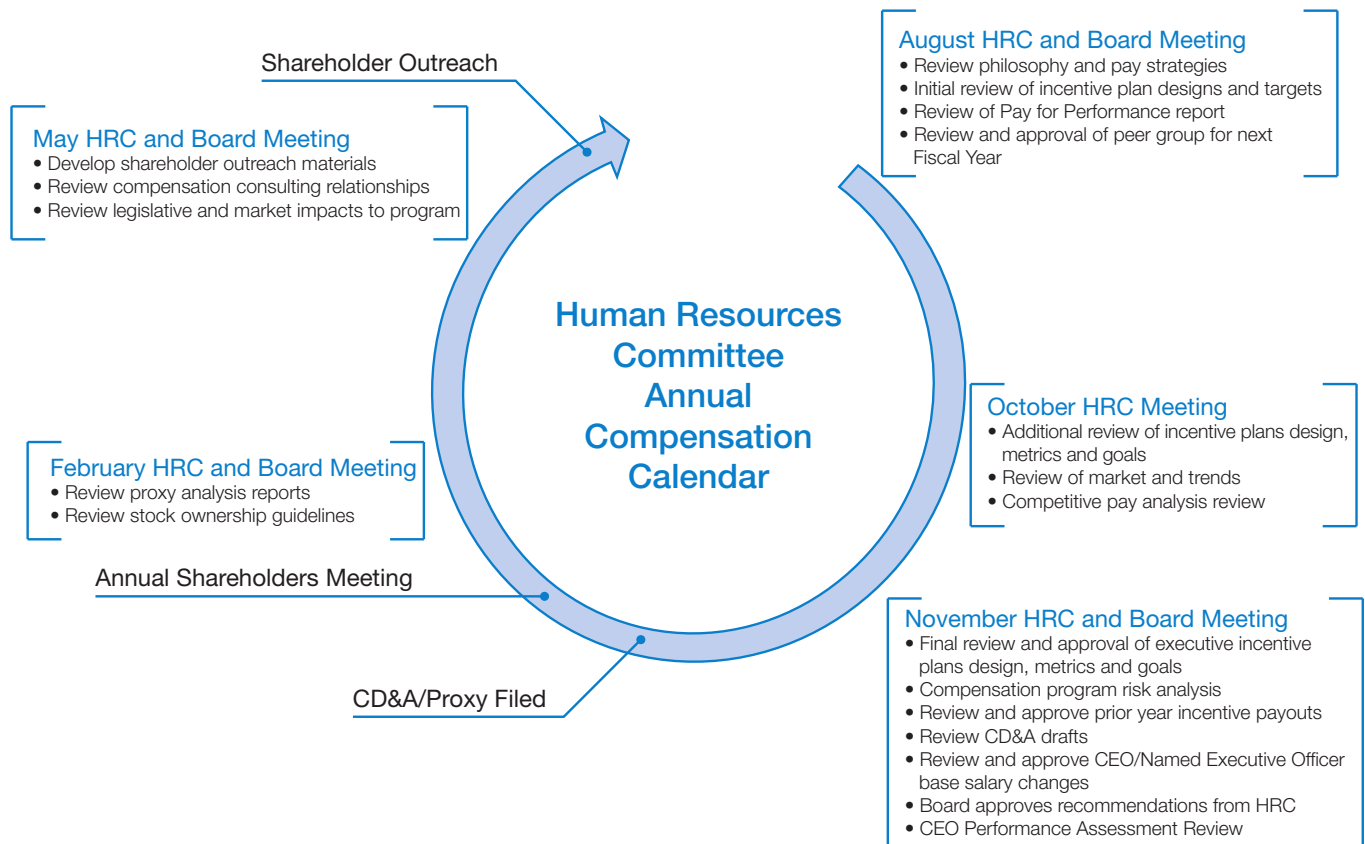 Shareholder Outreach
May HRC and Board Meeting
• Develop shareholder outreach materials
• Review compensation consulting relationships
• Review legislative and market impacts to program
February HRC and Board Meeting
• Review proxy analysis reports
• Review stock ownership guidelines
Annual Shareholders Meeting
CD&A/Proxy Filed
Human Resources
Committee
Annual
Compensation
Calendar
August HRC and Board Meeting
• Review philosophy and pay strategies
• Initial review of incentive plan designs and targets
• Review of Pay for Performance report
• Review and approval of peer group for next
Fiscal Year
October HRC Meeting
• Additional review of incentive plans design,
metrics and goals
• Review of market and trends
• Competitive pay analysis review
November HRC and Board Meeting
• Final review and approval of executive incentive
plans design, metrics and goals
• Compensation program risk analysis
• Review and approve prior year incentive payouts
• Review CD&A drafts
• Review and approve CEO/Named Executive Officer
base salary changes
• Board approves recommendations from HRC
• CEO Performance Assessment Review